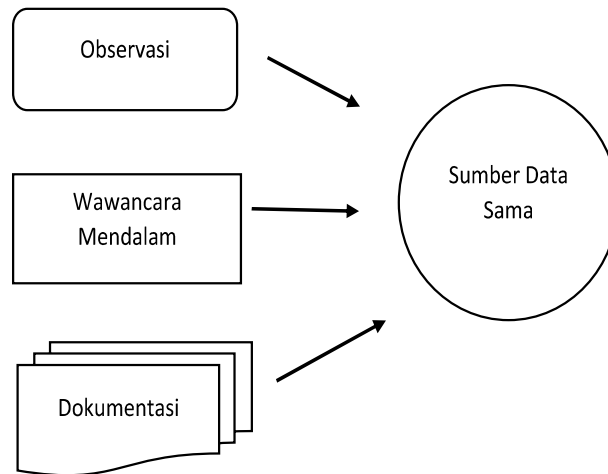 Observasi
Wawancara
Mendalam
Dokumentasi
Sumber Data
Sama